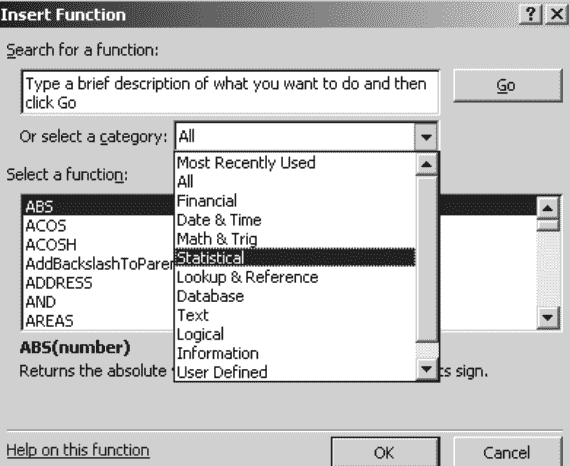 Insert Function
Search for a function:
Type a brief description of what you want to do and then
click Go
Go
Or select a category:
All
Most Recently Used
All
Financial
Date & Time
Math & Trig
Statistical
Lookup & Reference
Database
Text
Logical
Information
User Defined
Select a function:
ABS
ACOS
ACOSH
AddBackslashToParer
ADDRESS
AND
AREAS
ABS(number)
Returns the absolute
sign.
Help on this function
OK
Cancel